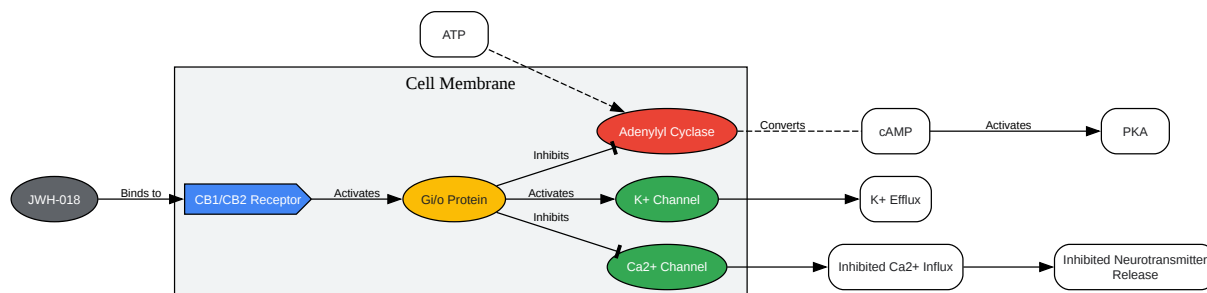 ATP
Cell Membrane
Adenylyl Cyclase
Converts
cAMP
Activates
PKA
Inhibits
JWH-018
Binds to
CB1/CB2 Receptor
Activates
Gi/o Protein
Activates
K+ Channel
K+ Efflux
Inhibits
Ca2+ Channel
Inhibited Ca2+ Influx
Inhibited Neurotransmitter
Release